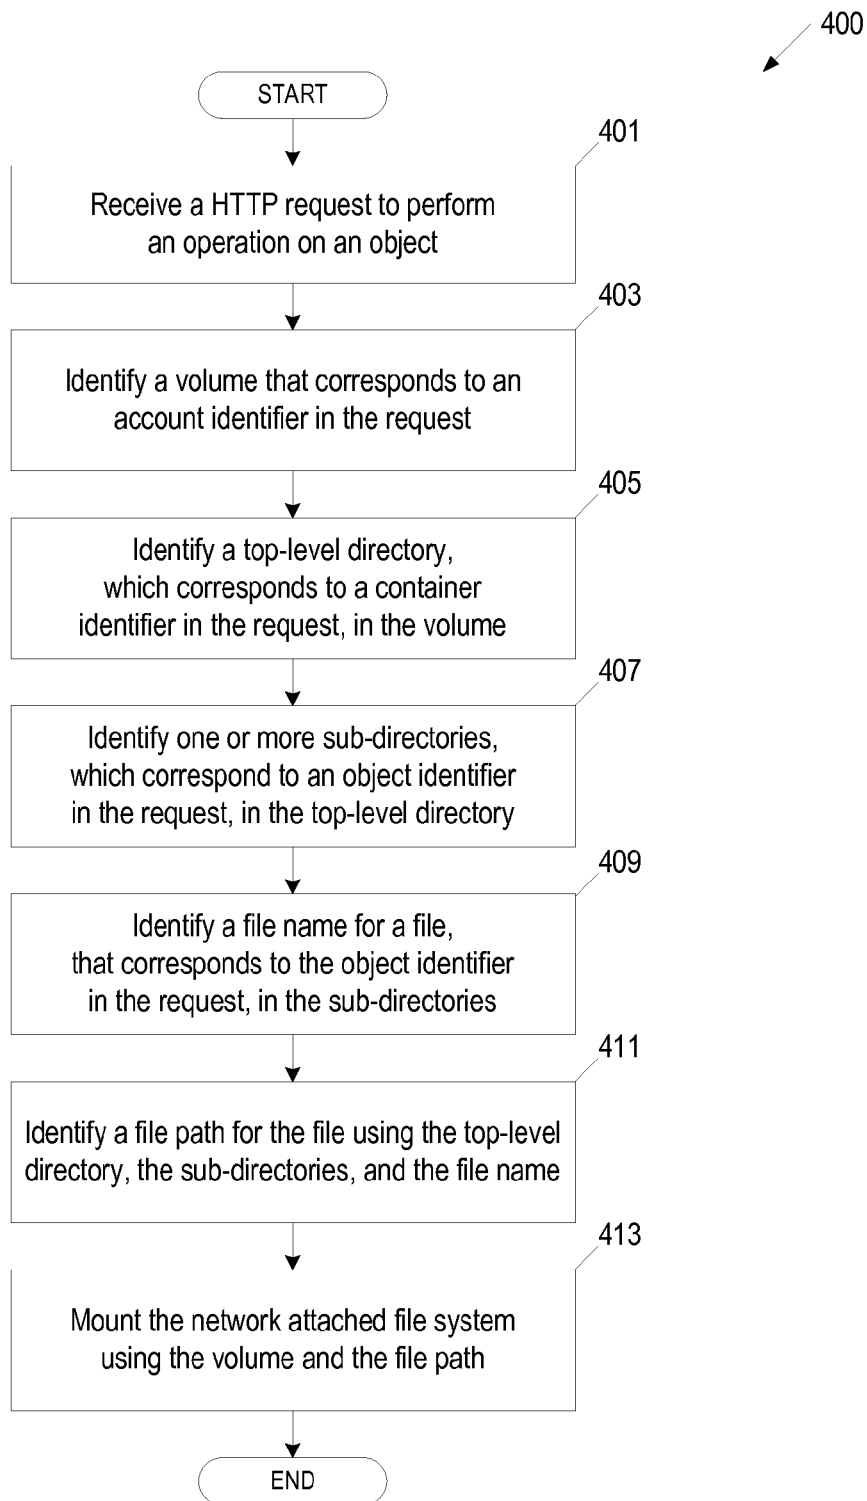 400
START
401
Receive a HTTP request to perform
an operation on an object
403
Identify a volume that corresponds to an
account identifier in the request
405
Identify a top-level directory,
which corresponds to a container
identifier in the request, in the volume
407
Identify one or more sub-directories,
which correspond to an object identifier
in the request, in the top-level directory
409
Identify a file name for a file,
that corresponds to the object identifier
in the request, in the sub-directories
411
Identify a file path for the file using the top-level
directory, the sub-directories, and the file name
413
Mount the network attached file system
using the volume and the file path
END